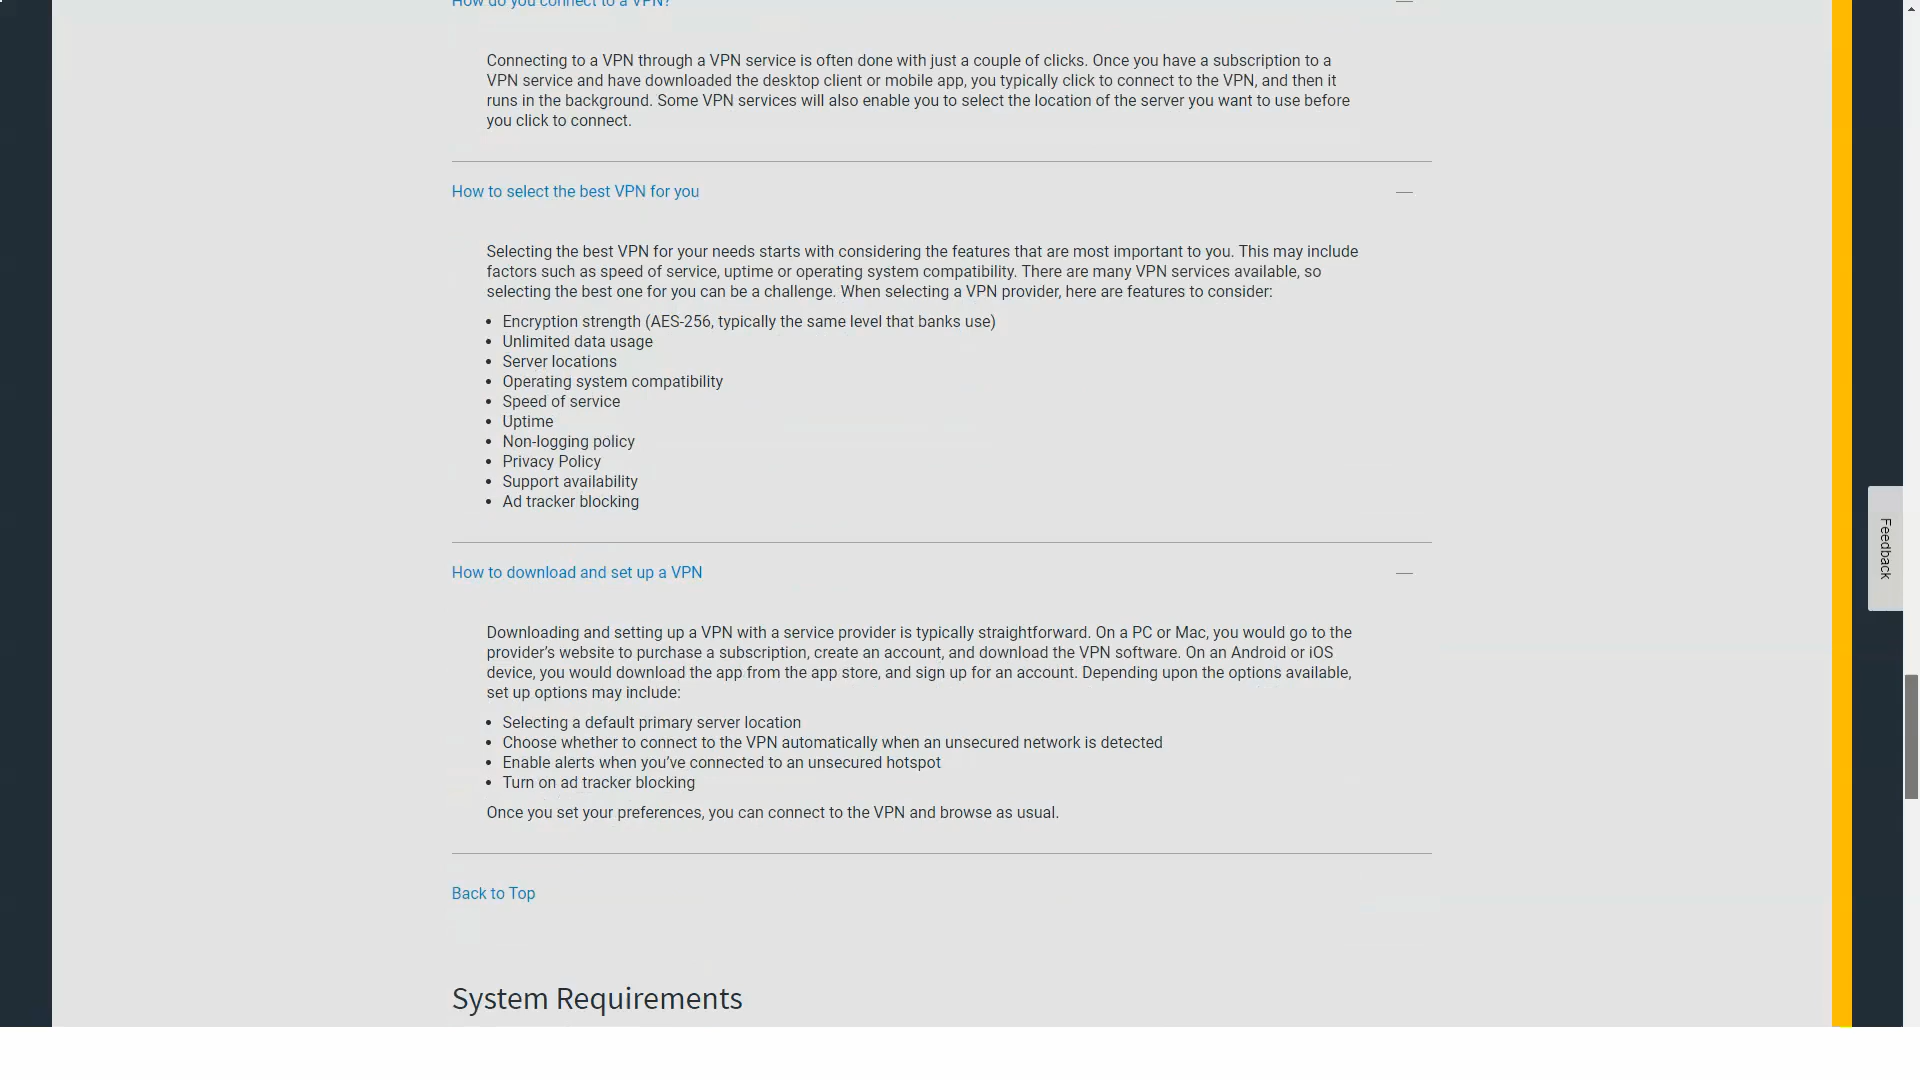 How do you connect to a VPN?
Connecting to a VPN through a VPN service is often done with just a couple of clicks. Once you have a subscription to a
VPN service and have downloaded the desktop client or mobile app, you typically click to connect to the VPN, and then it
runs in the background. Some VPN services will also enable you to select the location of the server you want to use before
you click to connect.
How to select the best VPN for you
Selecting the best VPN for your needs starts with considering the features that are most important to you. This may include
factors such as speed of service, uptime or operating system compatibility. There are many VPN services available, so
selecting the best one for you can be a challenge. When selecting a VPN provider, here are features to consider:
• Encryption strength (AES-256, typically the same level that banks use)
• Unlimited data usage
• Server locations
• Operating system compatibility
• Speed of service
• Uptime
• Non-logging policy
• Privacy Policy
• Support availability
• Ad tracker blocking
Feedback
How to download and set up a VPN
Downloading and setting up a VPN with a service provider is typically straightforward. On a PC or Mac, you would go to the
provider’s website to purchase a subscription, create an account, and download the VPN software. On an Android or iOS
device, you would download the app from the app store, and sign up for an account. Depending upon the options available,
set up options may include:
• Selecting a default primary server location
• Choose whether to connect to the VPN automatically when an unsecured network is detected
• Enable alerts when you’ve connected to an unsecured hotspot
• Turn on ad tracker blocking
Once you set your preferences, you can connect to the VPN and browse as usual.
Back to Top
System Requirements